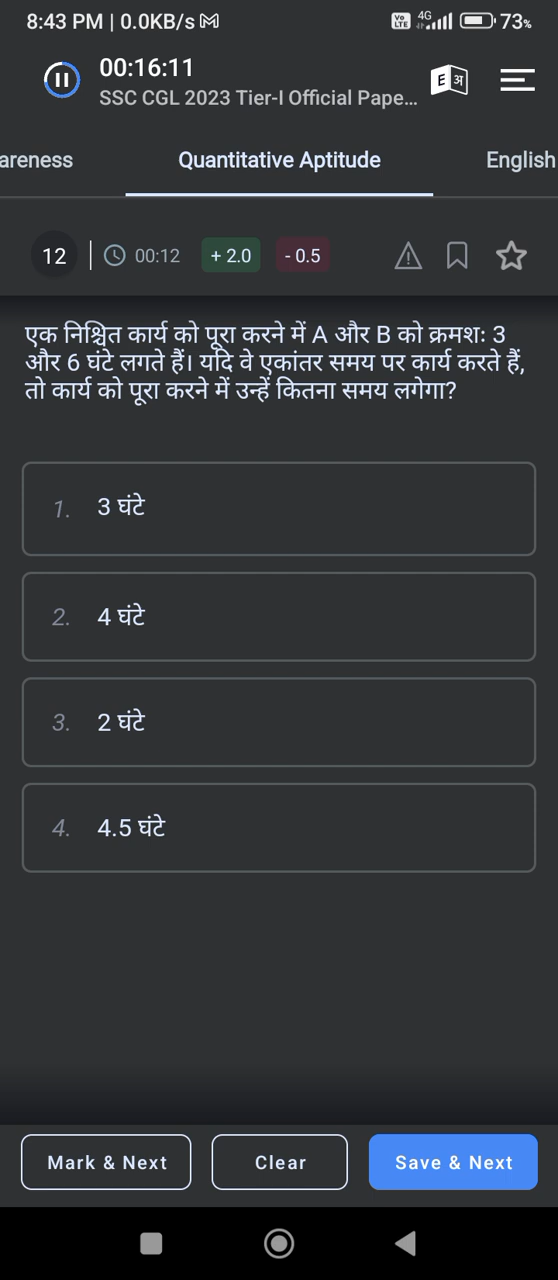 8:43 PM | 0.0KB/s M Vo LTE 4G 73%
00:16:11
SSC CGL 2023 Tier-I Official Pape... E अ
areness Quantitative Aptitude English
12 | 00:12 + 2.0 - 0.5
एक निश्चित कार्य को पूरा करने में A और B को क्रमशः 3
और 6 घंटे लगते हैं। यदि वे एकांतर समय पर कार्य करते हैं,
तो कार्य को पूरा करने में उन्हें कितना समय लगेगा?
1. 3 घंटे
2. 4 घंटे
3. 2 घंटे
4. 4.5 घंटे
Mark & Next Clear Save & Next